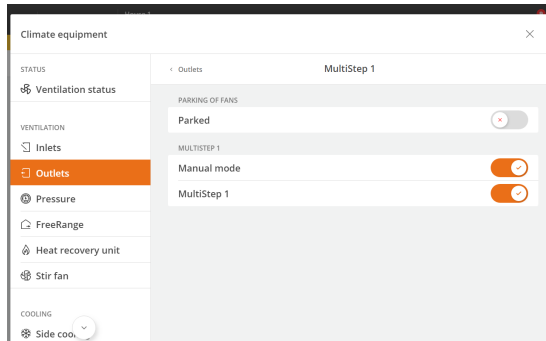 Climate equipment
STATUS
Ventilation status
VENTILATION
Inlets
Outlets
Pressure
FreeRange
Heat recovery unit
Stir fan
COOLING
Side
Outlets
MultiStep 1
PARKING OF FANS
Parked
MULTISTEP 1
Manual mode
MultiStep 1